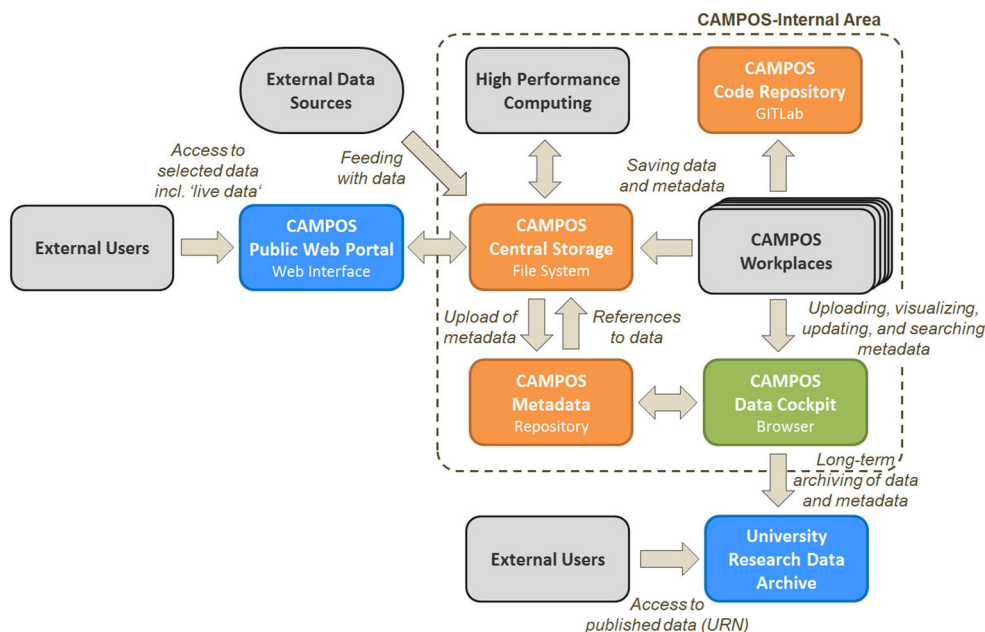 CAMPOS-Internal Area
External Data
Sources
High Performance
Computing
CAMPOS
Code Repository
GITLab
Access to
selected data
incl. ‘live data‘
Feeding
with data
Saving data
and metadata
External Users
CAMPOS
Public Web Portal
Web Interface
CAMPOS
Central Storage
File System
CAMPOS
Workplaces
Upload of
metadata
References
to data
Uploading, visualizing,
updating, and searching
metadata
CAMPOS
Metadata
Repository
CAMPOS
Data Cockpit
Browser
Long-term
archiving of data
and metadata
External Users
University
Research Data
Archive
Access to
published data (URN)